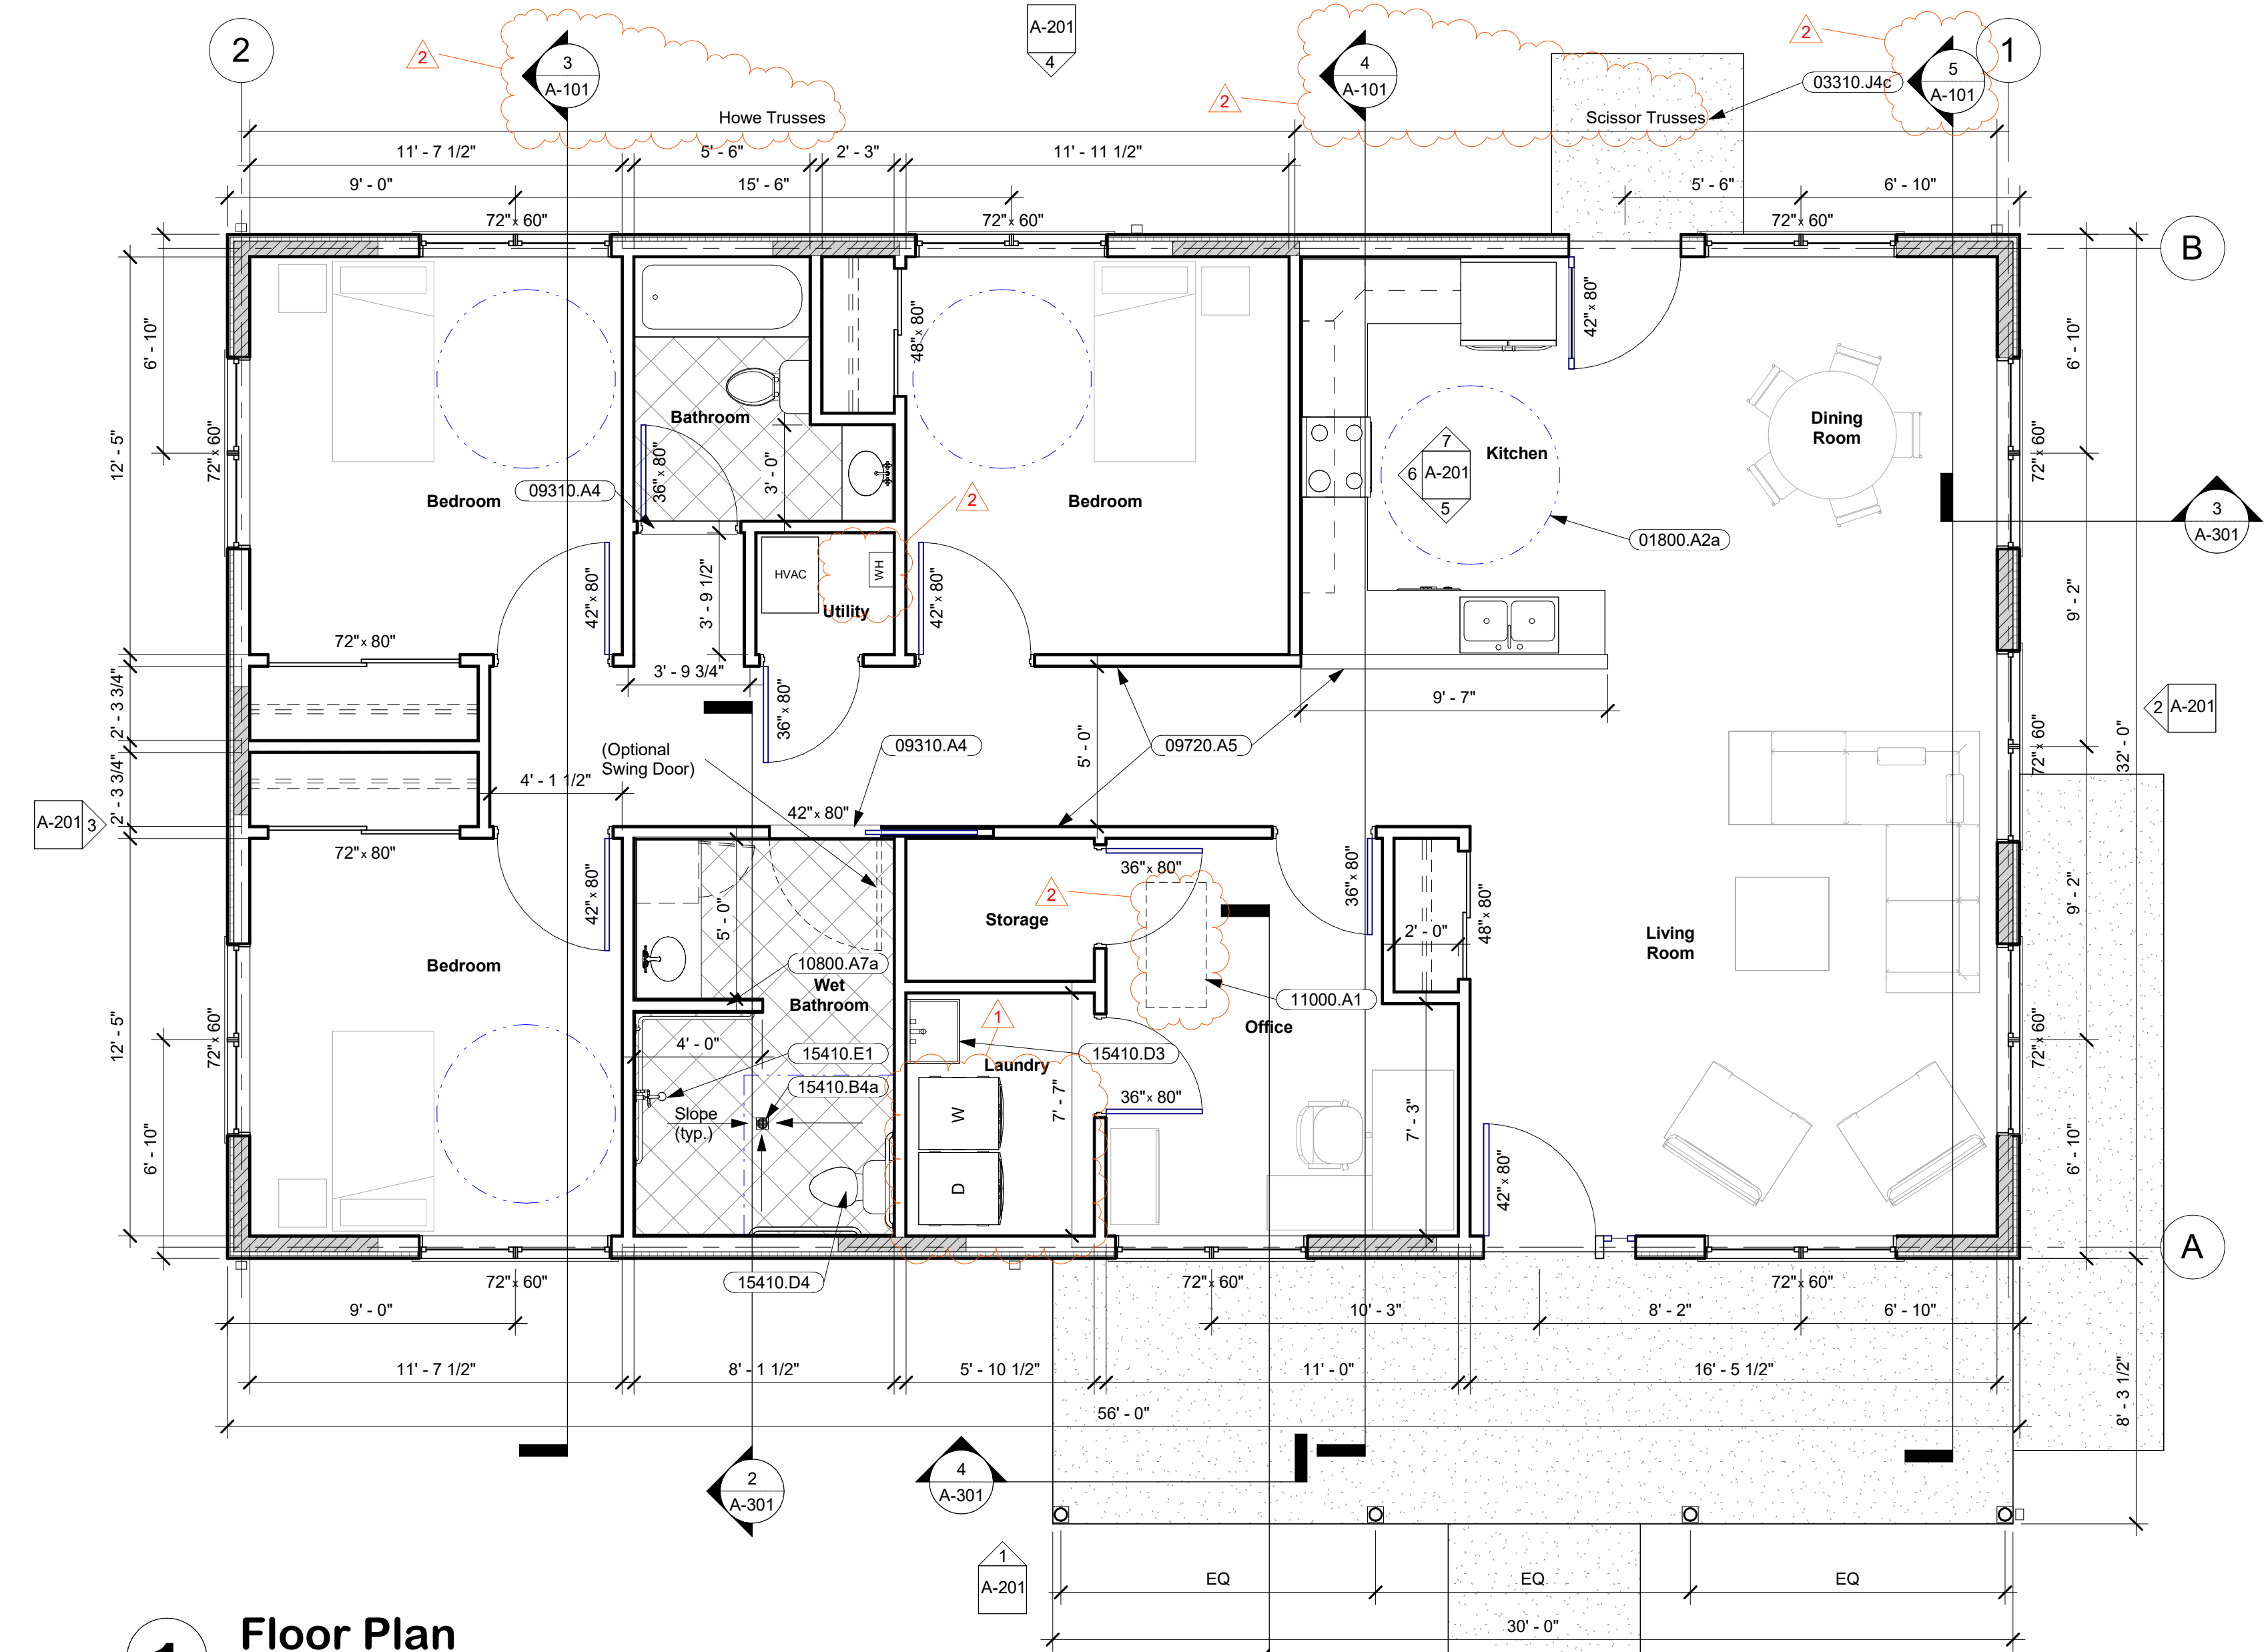 2
2
3
A-101
A-201
4
2
4
A-101
2
5
A-101
1
03310.J4c
Howe Trusses
Scissor Trusses
11' - 7 1/2"
5' - 6"
2' - 3"
11' - 11 1/2"
9' - 0"
15' - 6"
5' - 6"
6' - 10"
72" x 60"
72" x 60"
72" x 60"
B
6' - 10"
12' - 5"
72" x 60"
48" x 80"
42" x 80"
6' - 10"
Bathroom
36" x 80"
3' - 0"
Dining
Room
7
6 A-201
5
Kitchen
72" x 60"
Bedroom
09310.A4
2
Bedroom
01800.A2a
3
A-301
HVAC
WH
Utility
42" x 80"
3' - 9 1/2"
42" x 80"
9' - 2"
72" x 80"
3' - 9 3/4"
36" x 80"
9' - 7"
2' - 3 3/4"
2' - 3 3/4"
(Optional
Swing Door)
09310.A4
09720.A5
5' - 0"
72" x 60"
32' - 0"
2 A-201
4' - 1 1/2"
A-201 3
42" x 80"
72" x 80"
42" x 80"
36" x 80"
36" x 80"
2
5' - 0"
Storage
2' - 0"
48" x 80"
9' - 2"
Living
Room
Bedroom
10800.A7a
Wet
Bathroom
11000.A1
Office
1
12' - 5"
72" x 60"
72" x 60"
4' - 0"
15410.E1
15410.D3
Laundry
15410.B4a
Slope
(typ.)
W
D
7' - 7"
36" x 80"
7' - 3"
6' - 10"
6' - 10"
42" x 80"
A
72" x 60"
15410.D4
72" x 60"
72" x 60"
9' - 0"
10' - 3"
8' - 2"
6' - 10"
11' - 7 1/2"
8' - 1 1/2"
5' - 10 1/2"
11' - 0"
16' - 5 1/2"
8' - 3 1/2"
56' - 0"
2
A-301
4
A-301
1
A-201
EQ
EQ
EQ
30' - 0"
1
Floor Plan